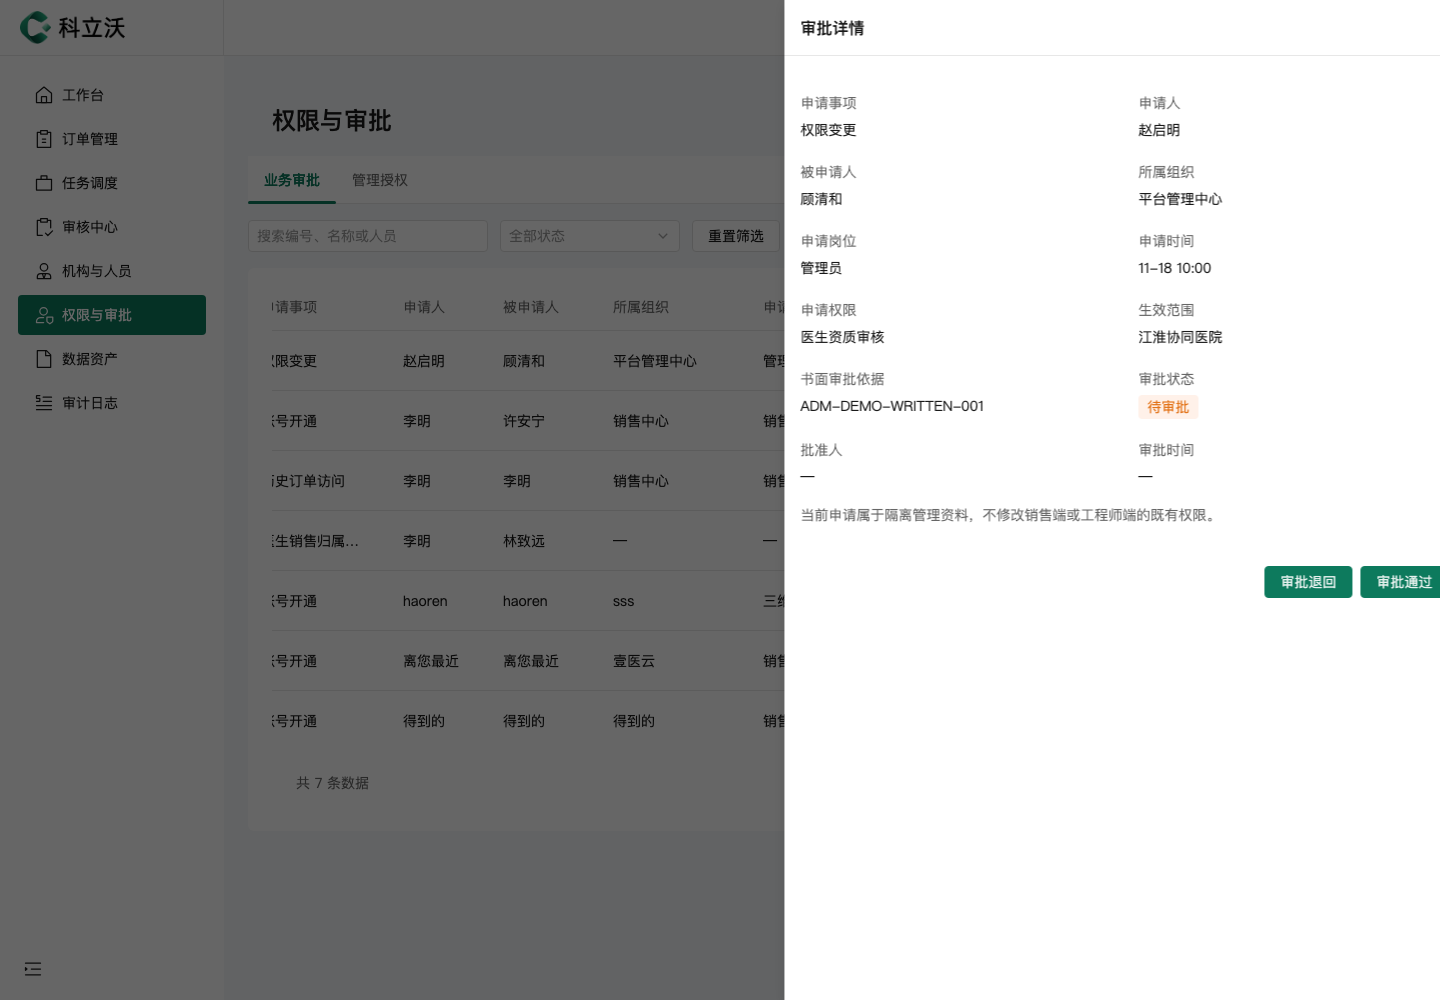 科立沃
工作台
订单管理
任务调度
审核中心
机构与人员
权限与审批
数据资产
审计日志
权限与审批
业务审批 管理授权
搜索编号、名称或人员 全部状态 重置筛选
请事项 申请人 被申请人 所属组织 申
限变更 赵启明 顾清和 平台管理中心 管
号开通 李明 许安宁 销售中心 销
史订单访问 李明 李明 销售中心 销
生销售归属... 李明 林致远 — —
号开通 haoren haoren sss 三
号开通 离您最近 离您最近 壹医云 销
号开通 得到的 得到的 得到的 销
共 7 条数据
审批详情
申请事项 申请人
权限变更 赵启明
被申请人 所属组织
顾清和 平台管理中心
申请岗位 申请时间
管理员 11-18 10:00
申请权限 生效范围
医生资质审核 江淮协同医院
书面审批依据 审批状态
ADM-DEMO-WRITTEN-001 待审批
批准人 审批时间
— —
当前申请属于隔离管理资料，不修改销售端或工程师端的既有权限。
审批退回 审批通过